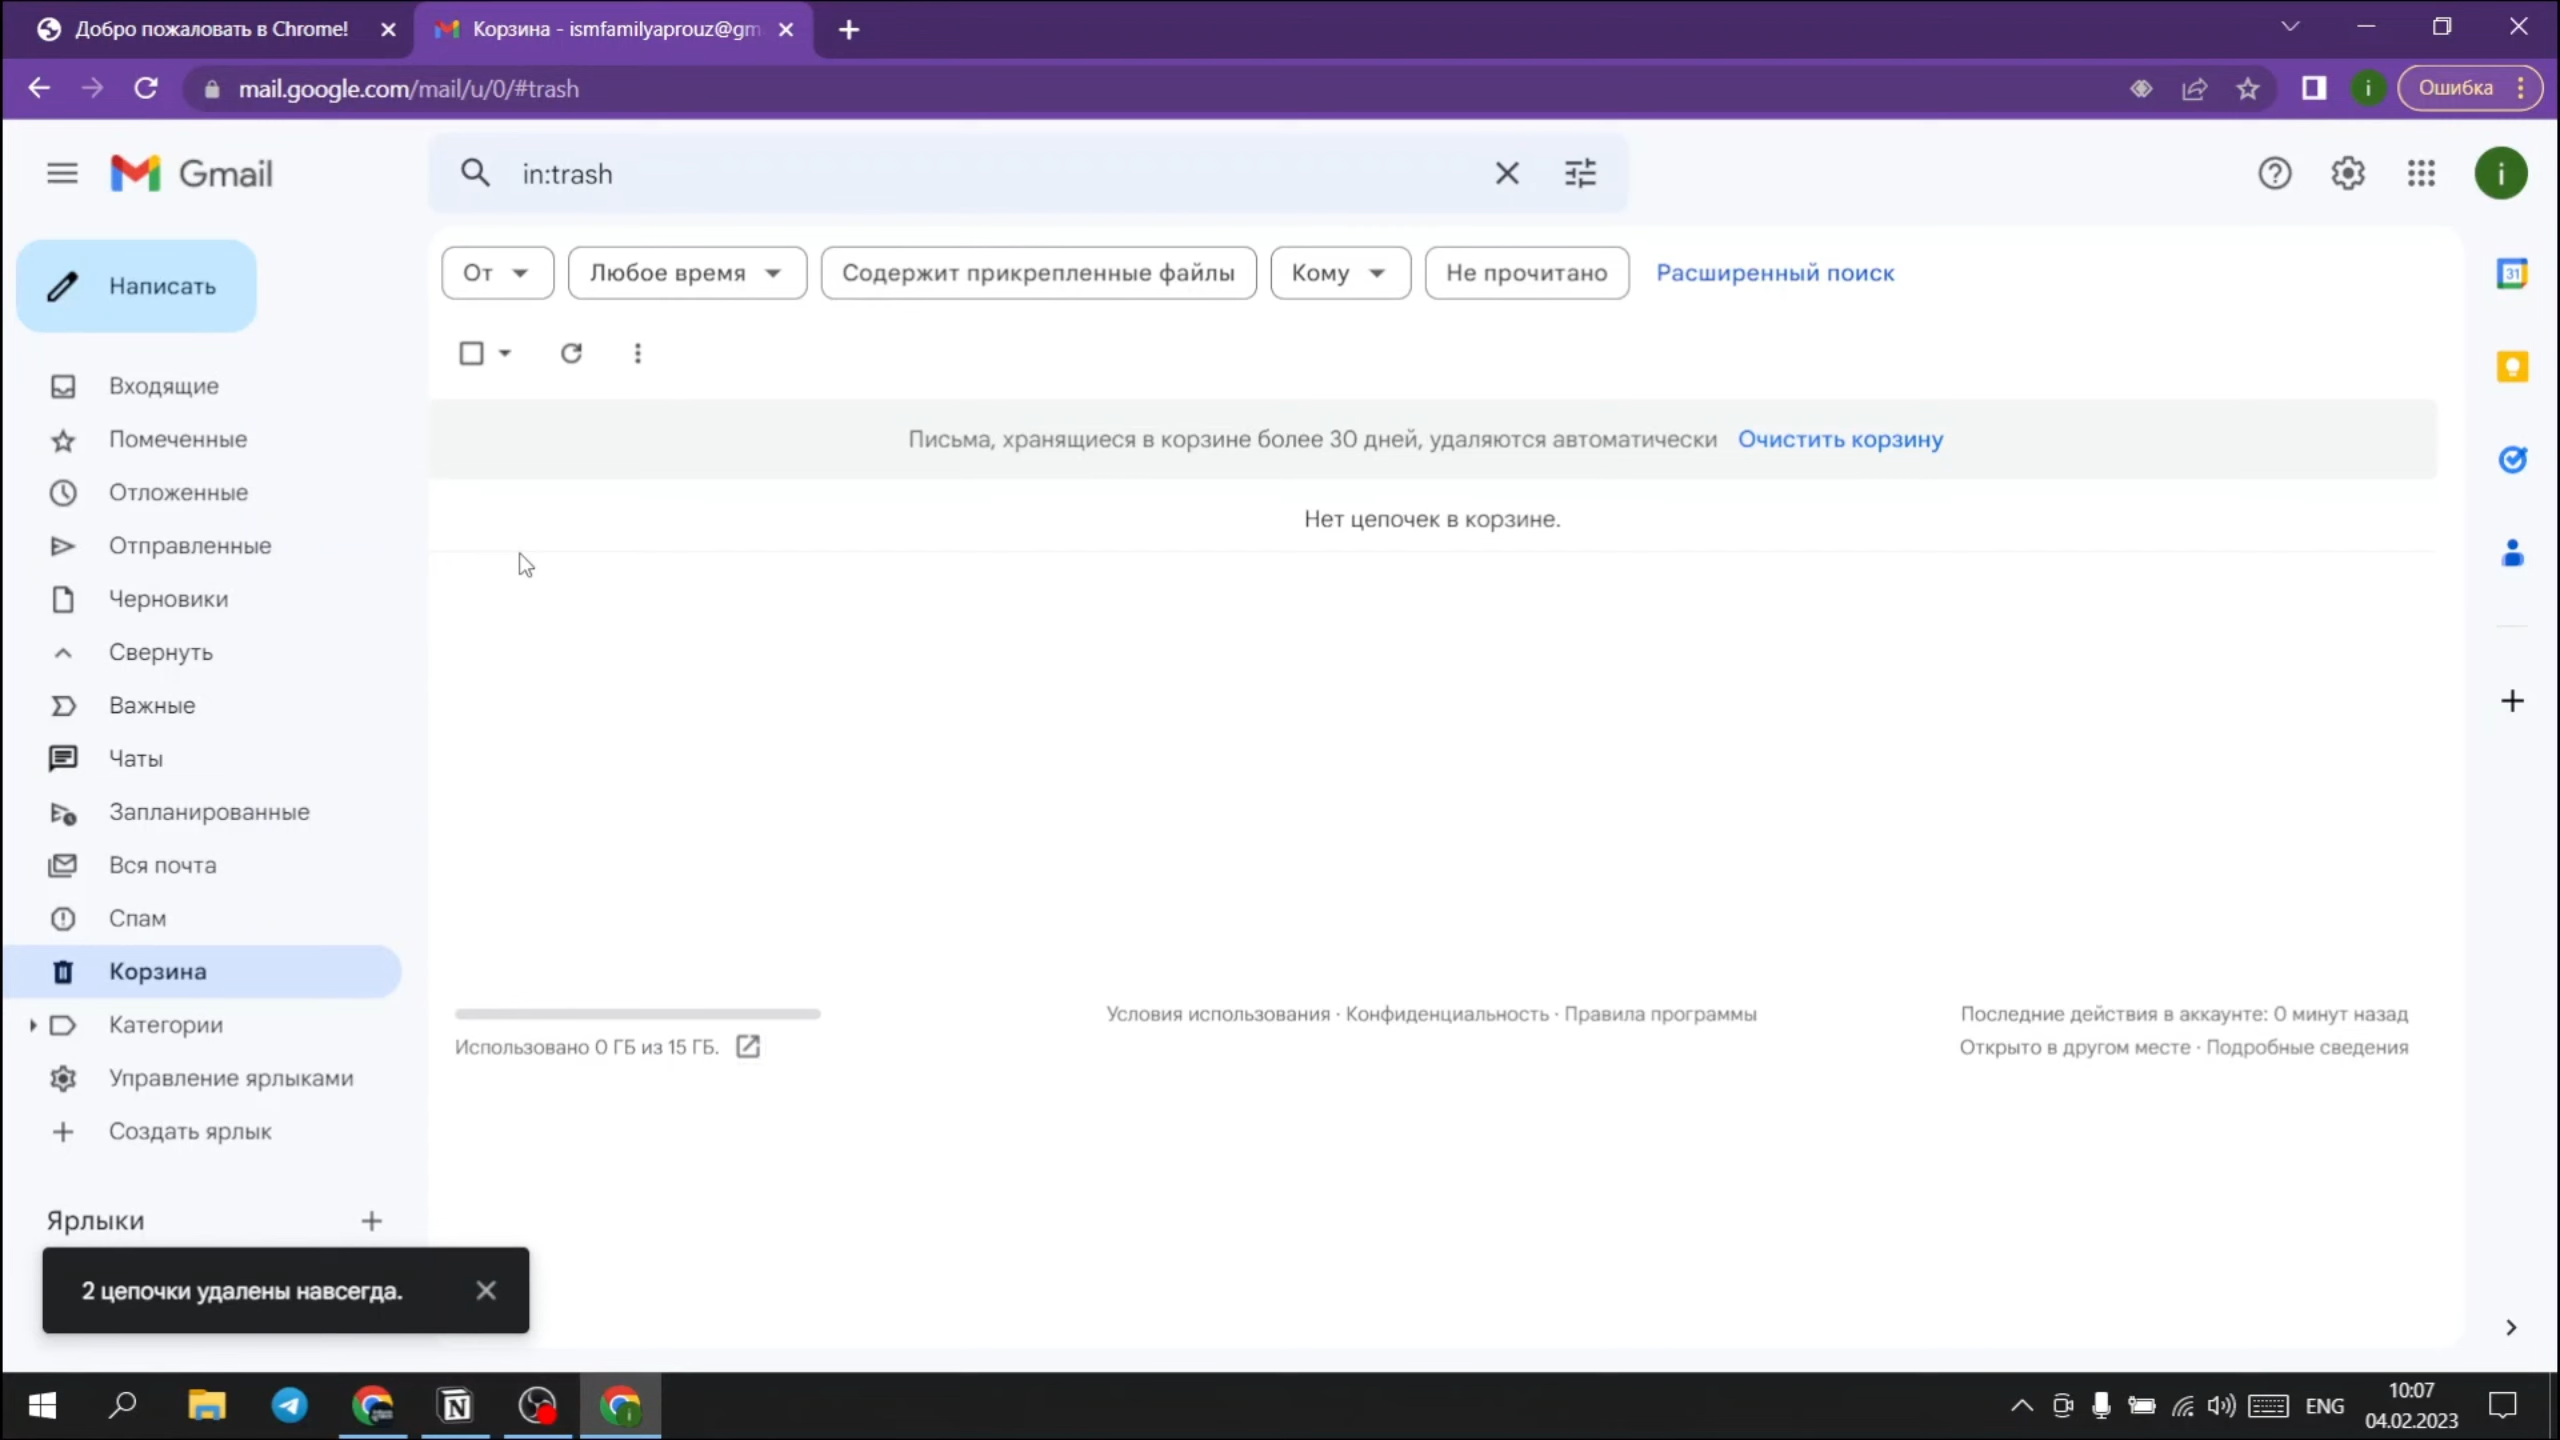 Добро пожаловать в Chrome!
Корзина - ismfamilyaprouz@gm
mail.google.com/mail/u/0/#trash
i
Ошибка
Gmail
in:trash
i
Написать
От
Любое время
Содержит прикрепленные файлы
Кому
Не прочитано
Расширенный поиск
31
Входящие
Помеченные
Отложенные
Отправленные
Черновики
Свернуть
Важные
Чаты
Запланированные
Вся почта
Спам
Корзина
Категории
Управление ярлыками
Создать ярлык
Ярлыки
Письма, хранящиеся в корзине более 30 дней, удаляются автоматически Очистить корзину
Нет цепочек в корзине.
Использовано 0 ГБ из 15 ГБ.
Условия использования · Конфиденциальность · Правила программы
Последние действия в аккаунте: 0 минут назад
Открыто в другом месте · Подробные сведения
2 цепочки удалены навсегда.
ENG
10:07
04.02.2023